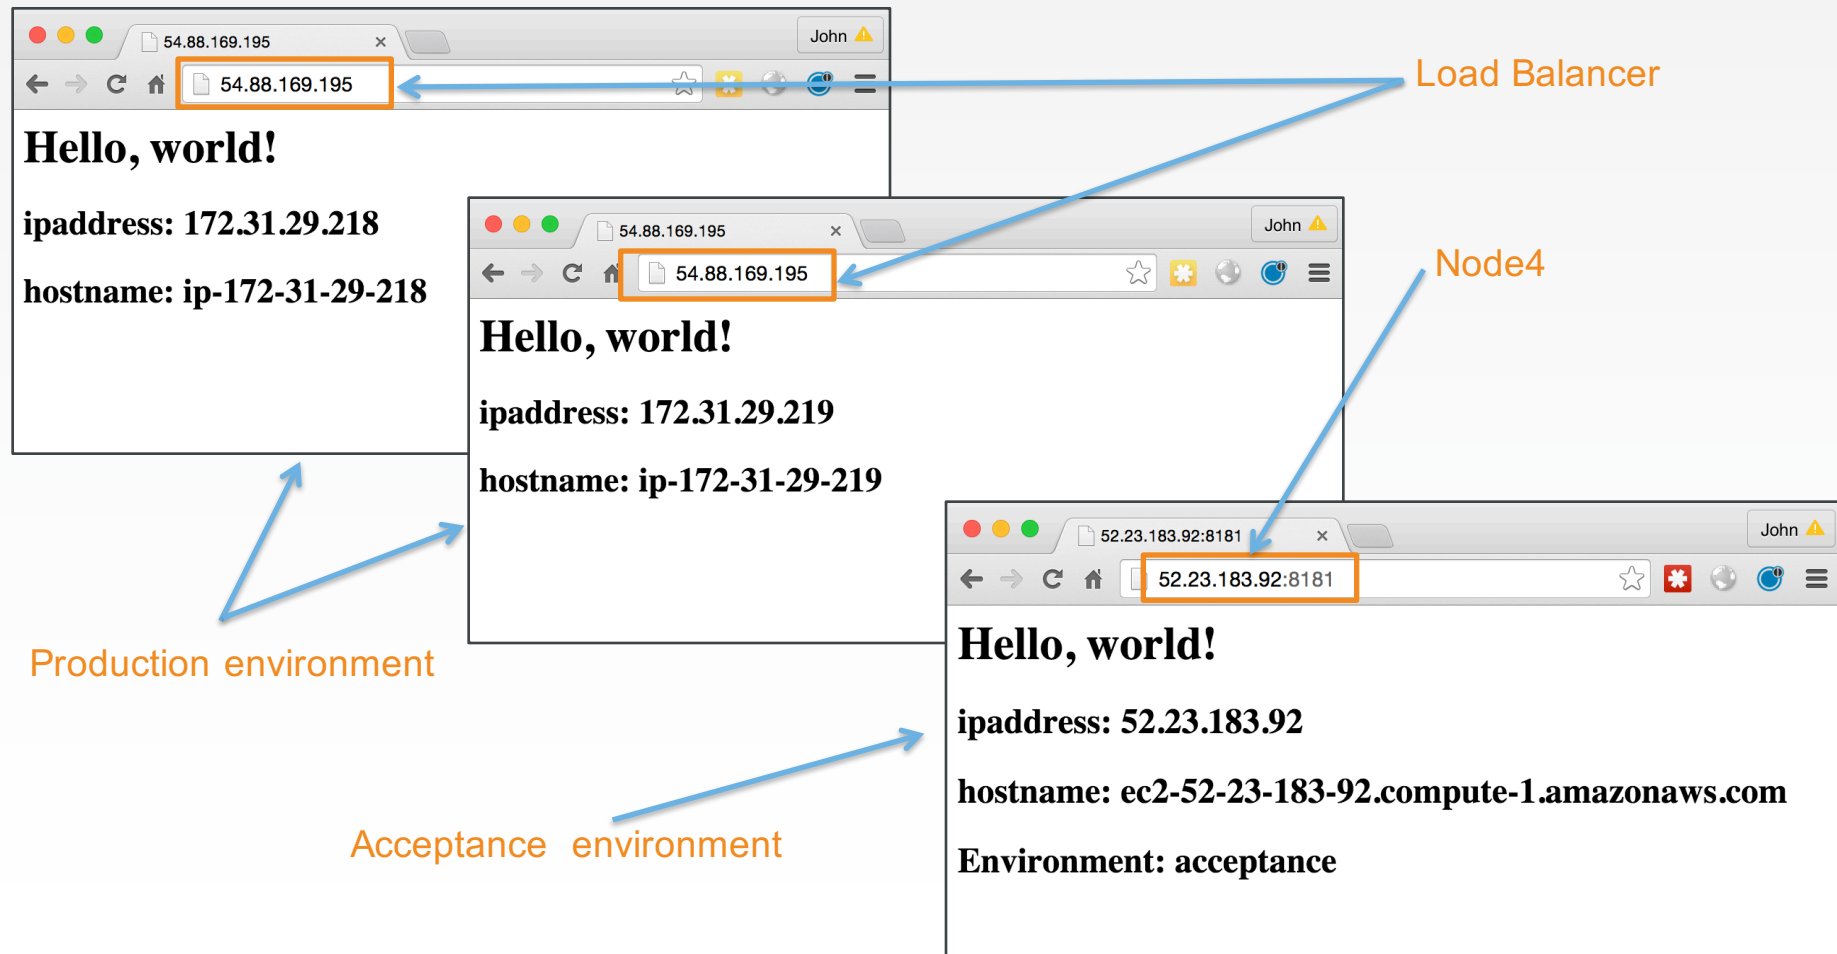 54.88.169.195
John
54.88.169.195
Hello, world!
ipaddress: 172.31.29.218
hostname: ip-172-31-29-218
Load Balancer
54.88.169.195
John
54.88.169.195
Hello, world!
ipaddress: 172.31.29.219
hostname: ip-172-31-29-219
Node4
52.23.183.92:8181
John
52.23.183.92:8181
Hello, world!
ipaddress: 52.23.183.92
hostname: ec2-52-23-183-92.compute-1.amazonaws.com
Environment: acceptance
Production environment
Acceptance environment